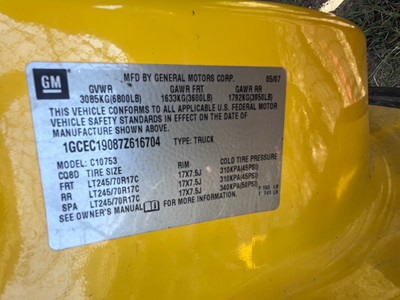 GM
MFD BY GENERAL MOTORS CORP. 05/07
GVWR GAWR FRT GAWR RR
3085KG(6800LB) 1633KG(3600LB) 1792KG(3950LB)
THIS VEHICLE CONFORMS TO ALL APPLICABLE U.S. FEDERAL MOTOR
VEHICLE SAFETY STANDARDS IN EFFECT ON THE DATE OF
MANUFACTURE SHOWN ABOVE.
1GCEC19087Z616704 TYPE: TRUCK
MODEL: C10753
CQ8D TIRE SIZE RIM COLD TIRE PRESSURE
FRT LT245/70R17C 17X7.5J 310KPA(45PSI)
RR LT245/70R17C 17X7.5J 310KPA(45PSI)
SPA LT245/70R17C 17X7.5J 340KPA(50PSI)
SEE OWNER'S MANUAL FOR MORE INFORMATION.